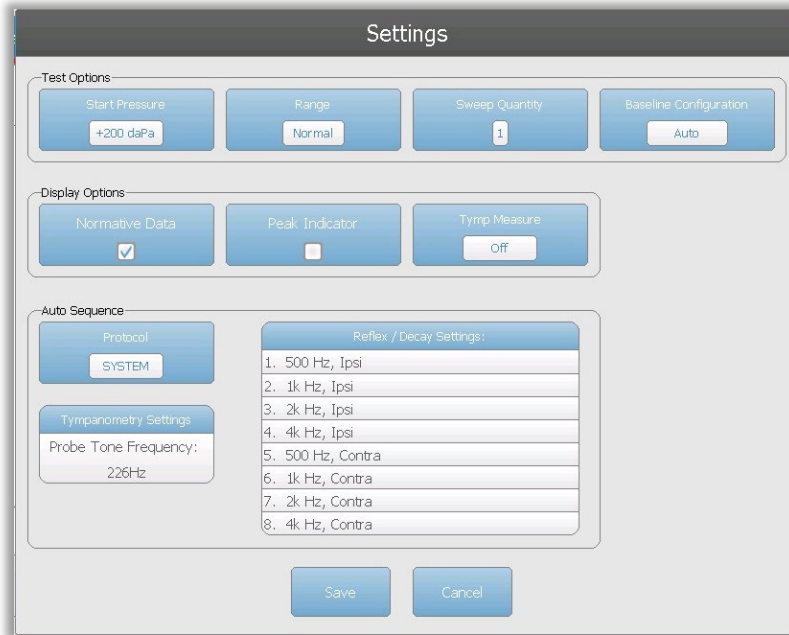 Settings
Test Options
Start Pressure Range Sweep Quantity Baseline Configuration
+200 daPa Normal 1 Auto
Display Options
Normative Data Peak Indicator Tymp Measure
Off
Auto Sequence
Protocol
SYSTEM
Tympanometry Settings
Probe Tone Frequency:
226Hz
Reflex / Decay Settings:
1. 500 Hz, Ipsi
2. 1k Hz, Ipsi
3. 2k Hz, Ipsi
4. 4k Hz, Ipsi
5. 500 Hz, Contra
6. 1k Hz, Contra
7. 2k Hz, Contra
8. 4k Hz, Contra
Save Cancel